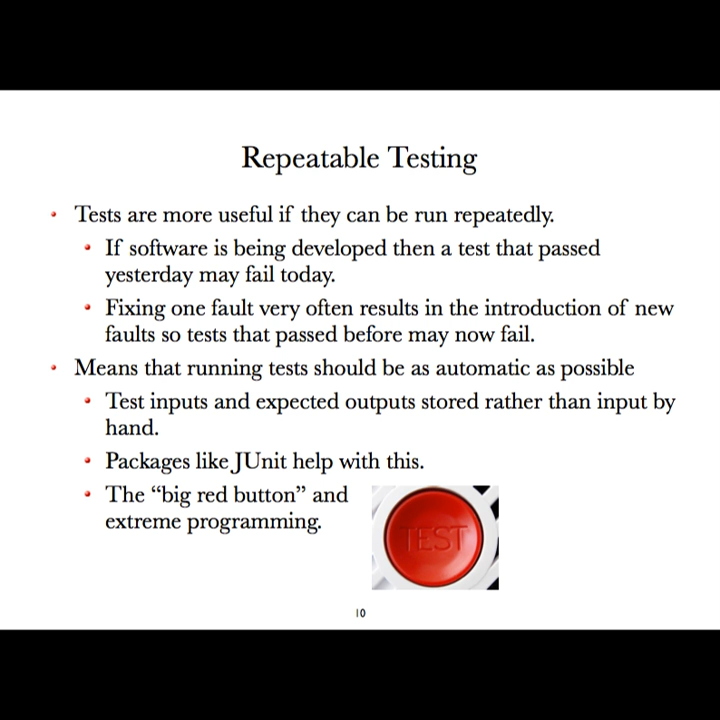 Repeatable Testing
• Tests are more useful if they can be run repeatedly.
• If software is being developed then a test that passed
yesterday may fail today.
• Fixing one fault very often results in the introduction of new
faults so tests that passed before may now fail.
• Means that running tests should be as automatic as possible
• Test inputs and expected outputs stored rather than input by
hand.
• Packages like JUnit help with this.
• The “big red button” and
extreme programming.
TEST
10